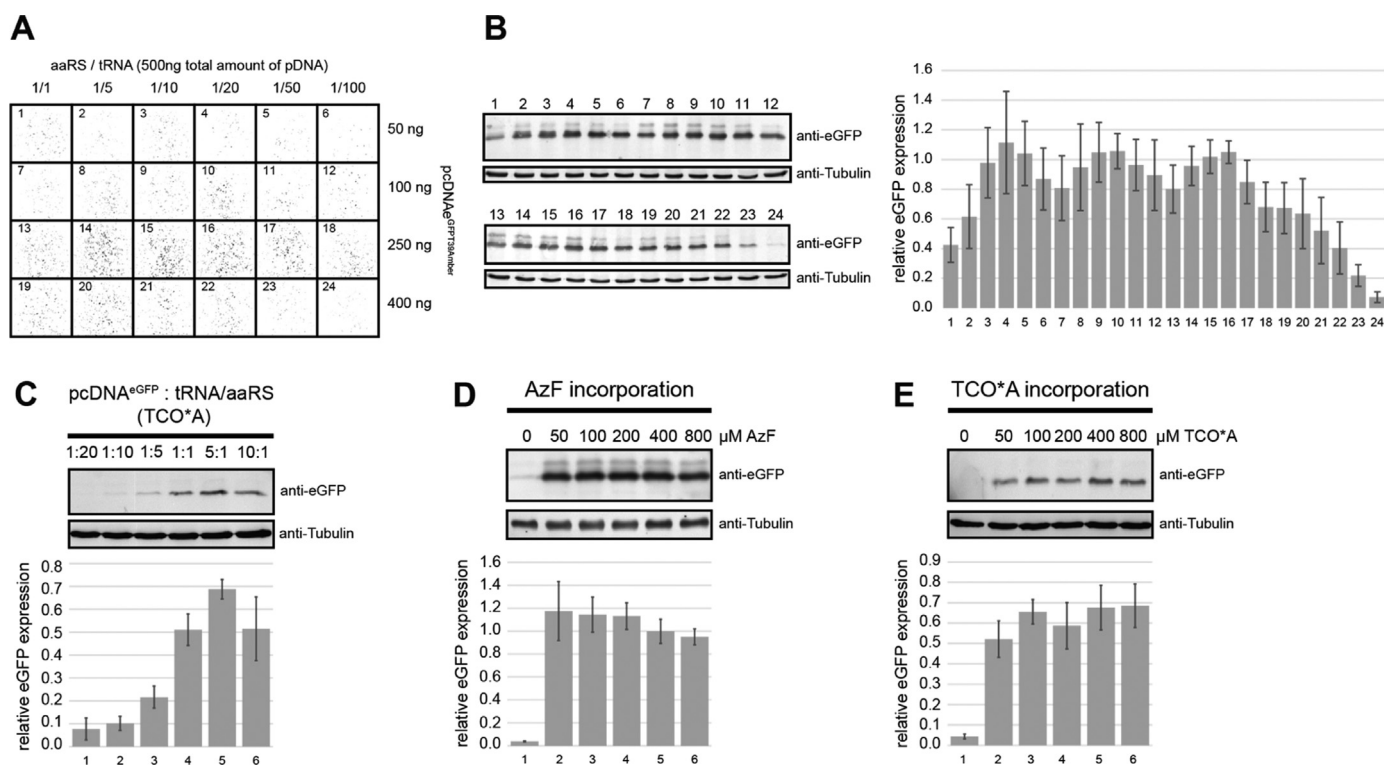 A
aaRS / tRNA (500ng total amount of pDNA)
1/1 1/5 1/10 1/20 1/50 1/100
1 2 3 4 5 6
50 ng
7 8 9 10 11 12
100 ng
13 14 15 16 17 18
250 ng
19 20 21 22 23 24
400 ng
pcDNAeGFPT39Amber
B
1 2 3 4 5 6 7 8 9 10 11 12
anti-eGFP
anti-Tubulin
13 14 15 16 17 18 19 20 21 22 23 24
anti-eGFP
anti-Tubulin
relative eGFP expression
1.6
1.4
1.2
1.0
0.8
0.6
0.4
0.2
0.0
1 2 3 4 5 6 7 8 9 10 11 12 13 14 15 16 17 18 19 20 21 22 23 24
C
pcDNAeGFP : tRNA/aaRS
(TCO*A)
1:20 1:10 1:5 1:1 5:1 10:1
anti-eGFP
anti-Tubulin
relative eGFP expression
0.8
0.7
0.6
0.5
0.4
0.3
0.2
0.1
0.0
1 2 3 4 5 6
D
AzF incorporation
0 50 100 200 400 800 µM AzF
anti-eGFP
anti-Tubulin
relative eGFP expression
1.6
1.4
1.2
1.0
0.8
0.6
0.4
0.2
0.0
1 2 3 4 5 6
E
TCO*A incorporation
0 50 100 200 400 800 µM TCO*A
anti-eGFP
anti-Tubulin
relative eGFP expression
0.9
0.8
0.7
0.6
0.5
0.4
0.3
0.2
0.1
0.0
1 2 3 4 5 6